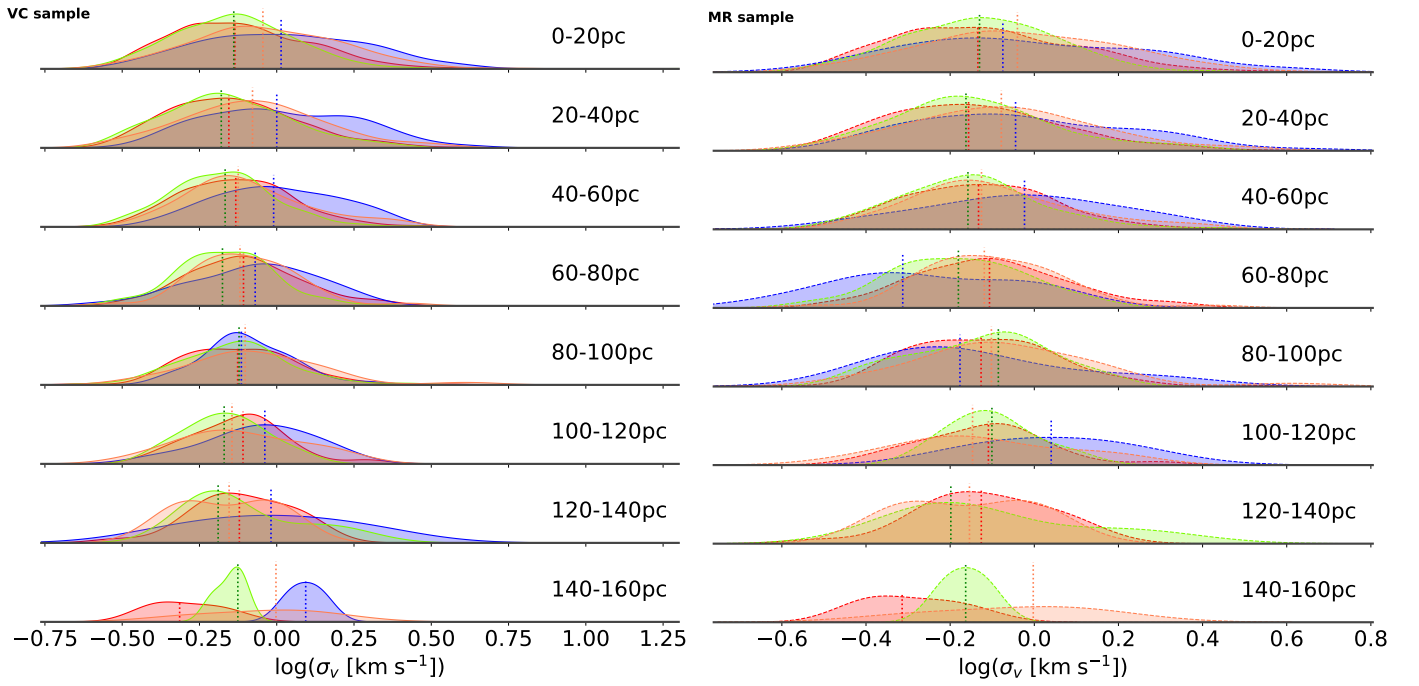 VC sample
0-20pc
20-40pc
40-60pc
60-80pc
80-100pc
100-120pc
120-140pc
140-160pc
−0.75 −0.50 −0.25 0.00 0.25 0.50 0.75 1.00 1.25
log(σv [km s−1])
MR sample
0-20pc
20-40pc
40-60pc
60-80pc
80-100pc
100-120pc
120-140pc
140-160pc
−0.6 −0.4 −0.2 0.0 0.2 0.4 0.6 0.8
log(σv [km s−1])